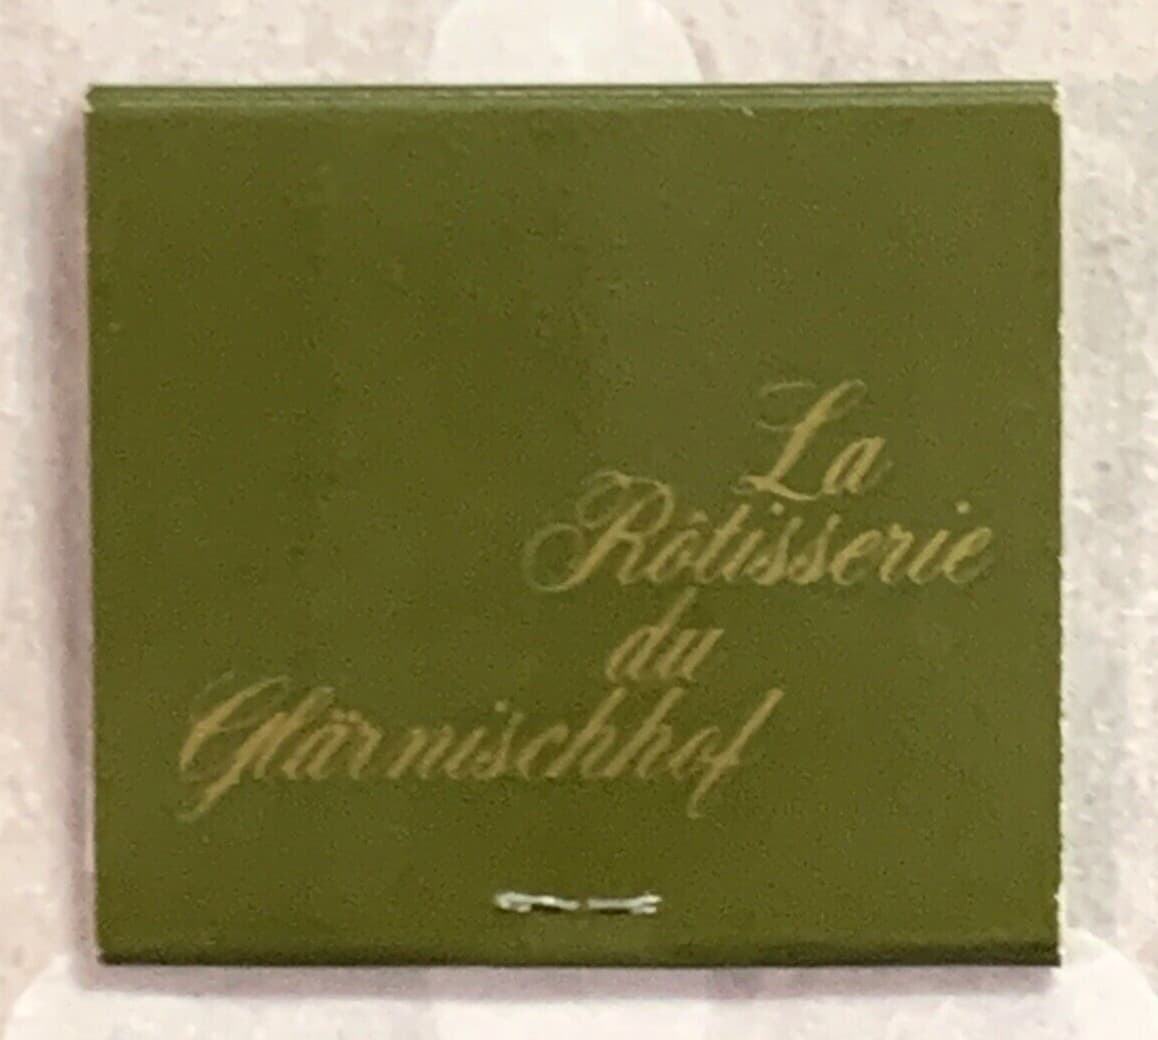 La
Rôtisserie
du
Glärnischhof